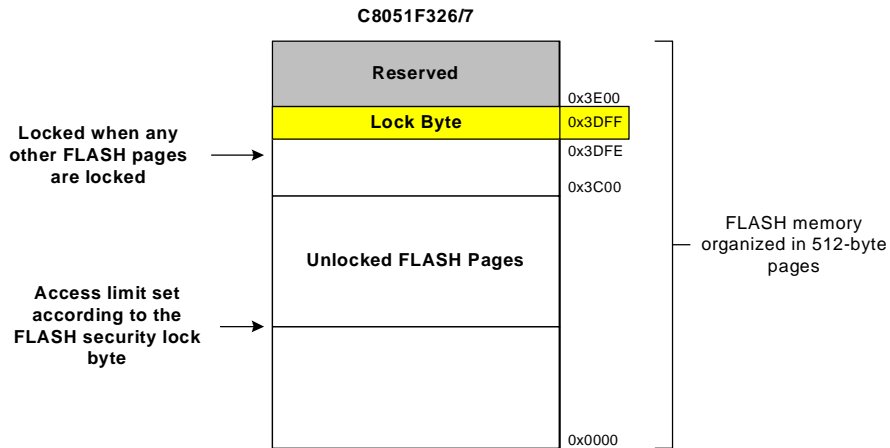 C8051F326/7
Reserved
0x3E00
Lock Byte
0x3DFF
Locked when any
other FLASH pages
are locked
0x3DFE
0x3C00
Unlocked FLASH Pages
FLASH memory
organized in 512-byte
pages
Access limit set
according to the
FLASH security lock
byte
0x0000